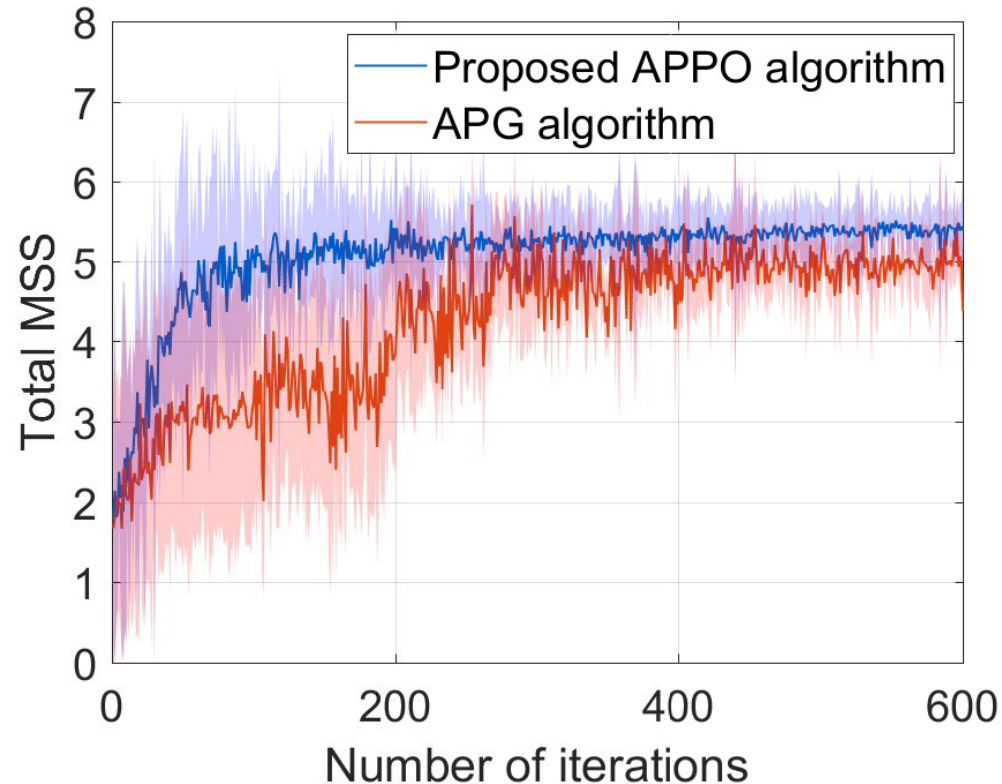 8
7
6
5
4
3
2
1
0
Total MSS
Proposed APPO algorithm
APG algorithm
0 200 400 600
Number of iterations